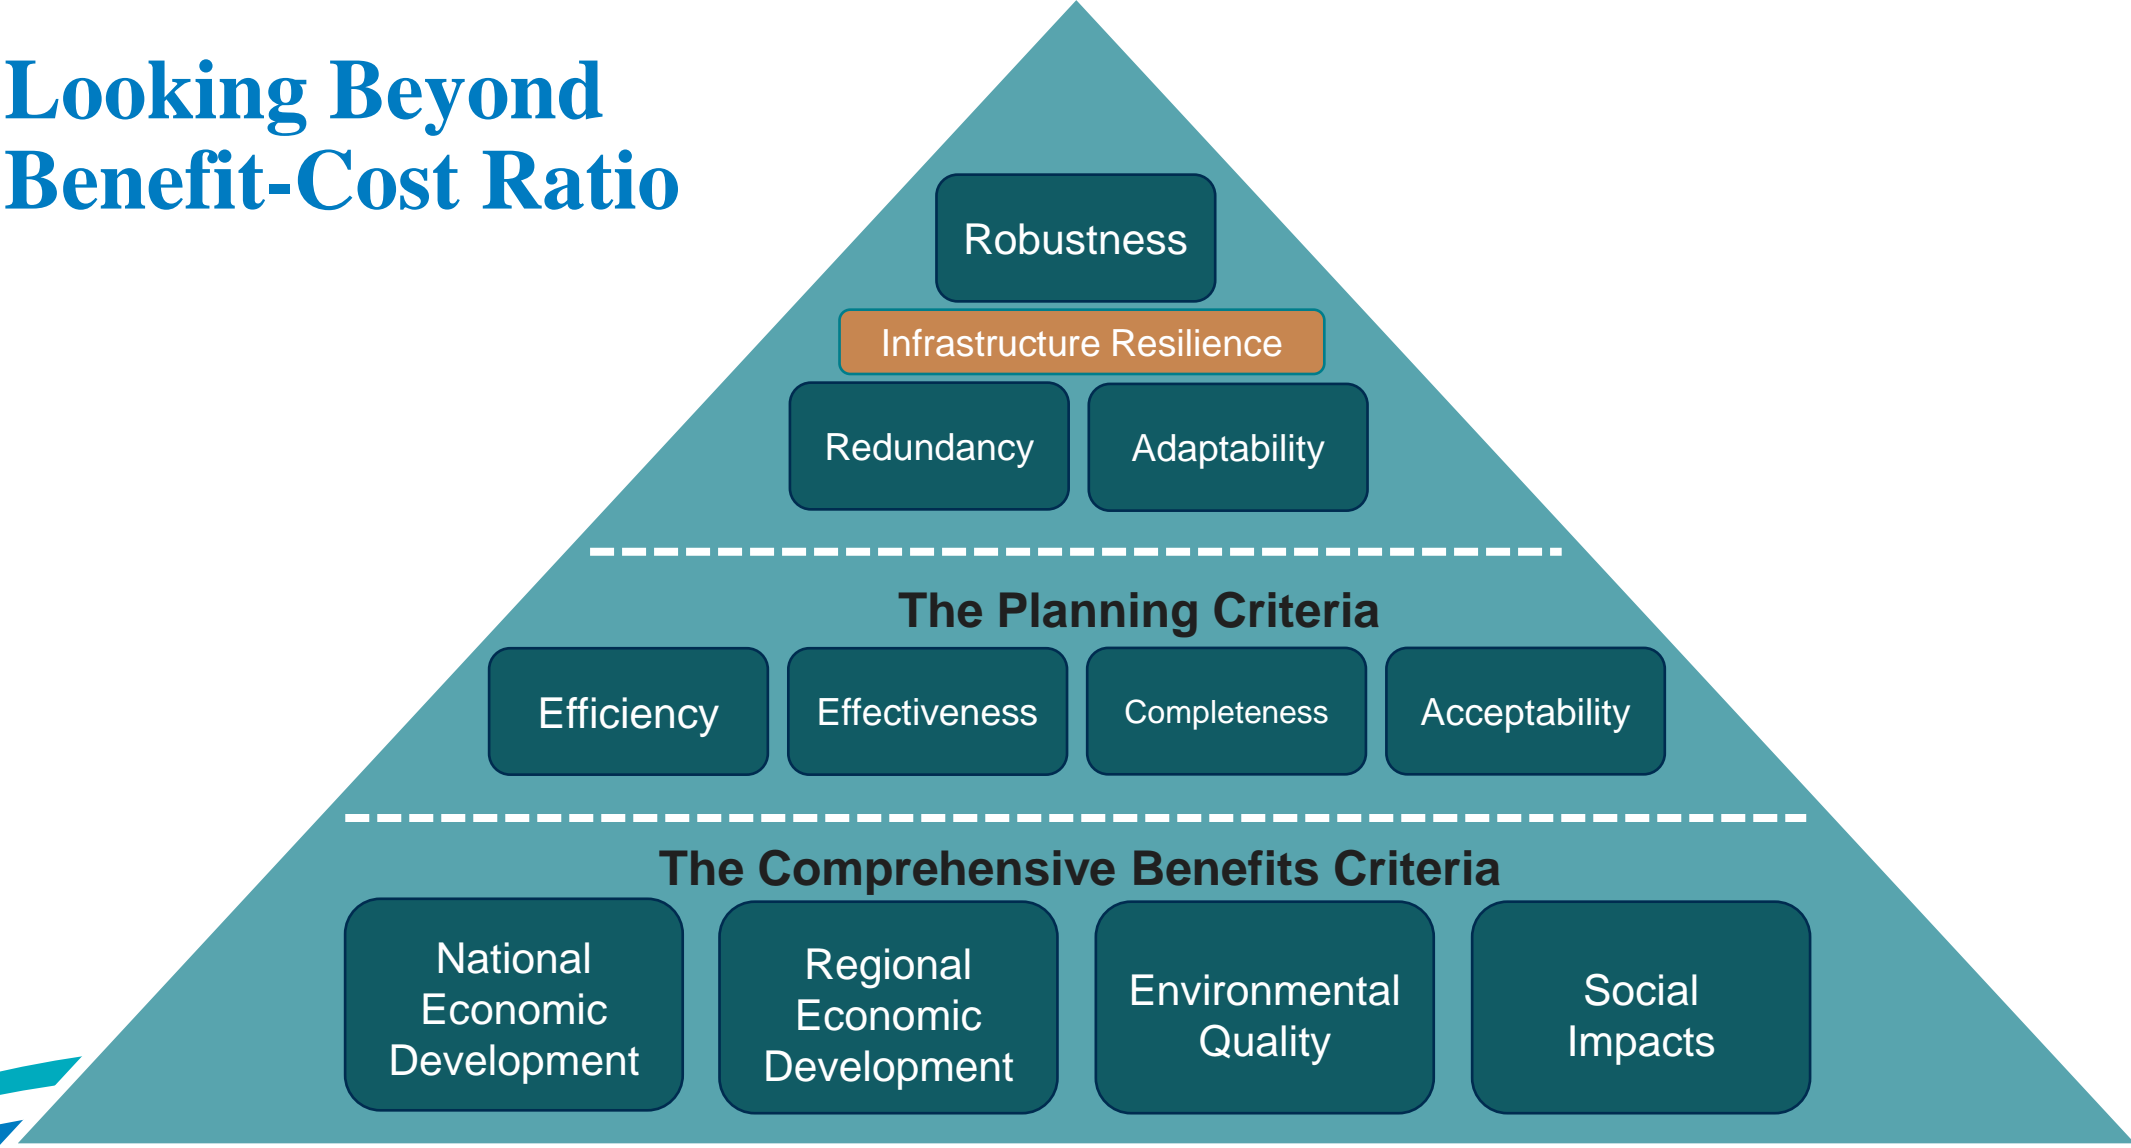 Looking Beyond
Benefit-Cost Ratio
Robustness
Infrastructure Resilience
Redundancy
Adaptability
The Planning Criteria
Efficiency
Effectiveness
Completeness
Acceptability
The Comprehensive Benefits Criteria
National
Economic
Development
Regional
Economic
Development
Environmental
Quality
Social
Impacts